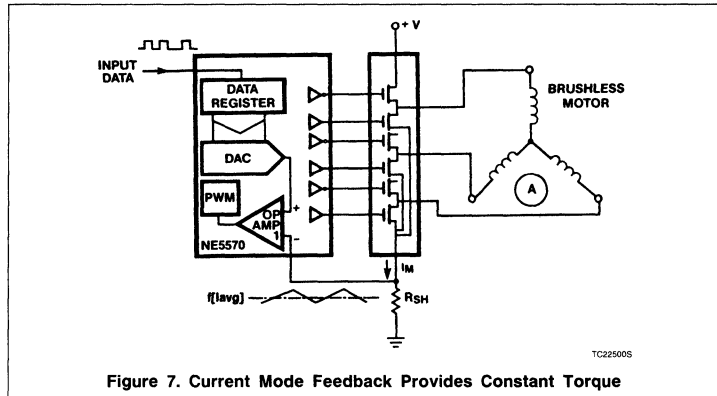 + V
INPUT
DATA
DATA
REGISTER
DAC
PWM
OP
AMP
1
+
−
NE5570
BRUSHLESS
MOTOR
A
IM
f[Iavg]
RSH
TC22500S
Figure 7. Current Mode Feedback Provides Constant Torque